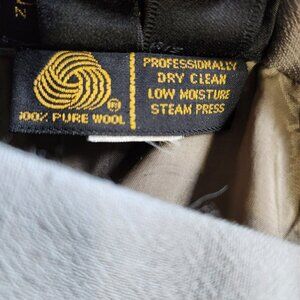 100% PURE WOOL
PROFESSIONALLY
DRY CLEAN
LOW MOISTURE
STEAM PRESS